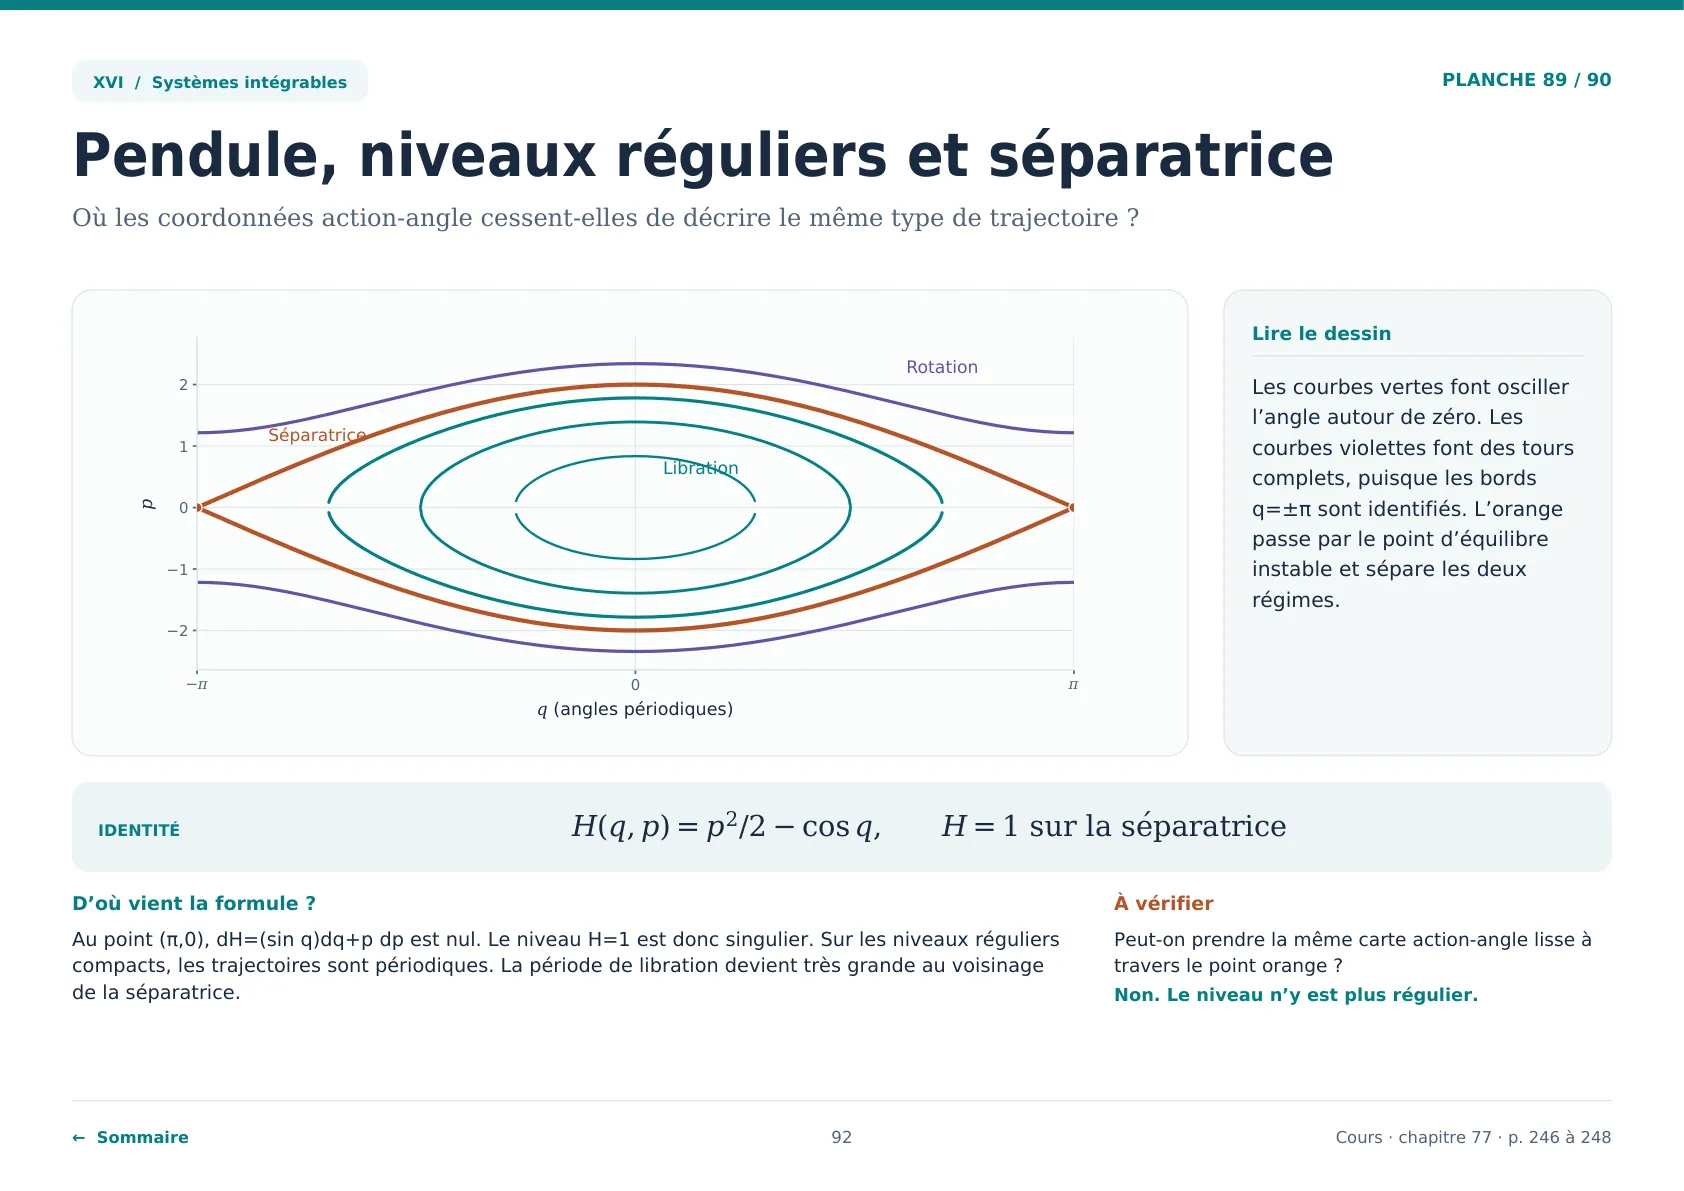 XVI / Systèmes intégrables
PLANCHE 89 / 90
Pendule, niveaux réguliers et séparatrice
Où les coordonnées action-angle cessent-elles de décrire le même type de trajectoire ?
Rotation
Séparatrice
Libration
2
1
0
−1
−2
p
−π
0
π
q (angles périodiques)
Lire le dessin
Les courbes vertes font osciller
l’angle autour de zéro. Les
courbes violettes font des tours
complets, puisque les bords
q=±π sont identifiés. L’orange
passe par le point d’équilibre
instable et sépare les deux
régimes.
IDENTITÉ
H(q, p) = p²/2 − cos q, H = 1 sur la séparatrice
D’où vient la formule ?
Au point (π,0), dH=(sin q)dq+p dp est nul. Le niveau H=1 est donc singulier. Sur les niveaux réguliers
compacts, les trajectoires sont périodiques. La période de libration devient très grande au voisinage
de la séparatrice.
À vérifier
Peut-on prendre la même carte action-angle lisse à
travers le point orange ?
Non. Le niveau n’y est plus régulier.
← Sommaire
92
Cours · chapitre 77 · p. 246 à 248